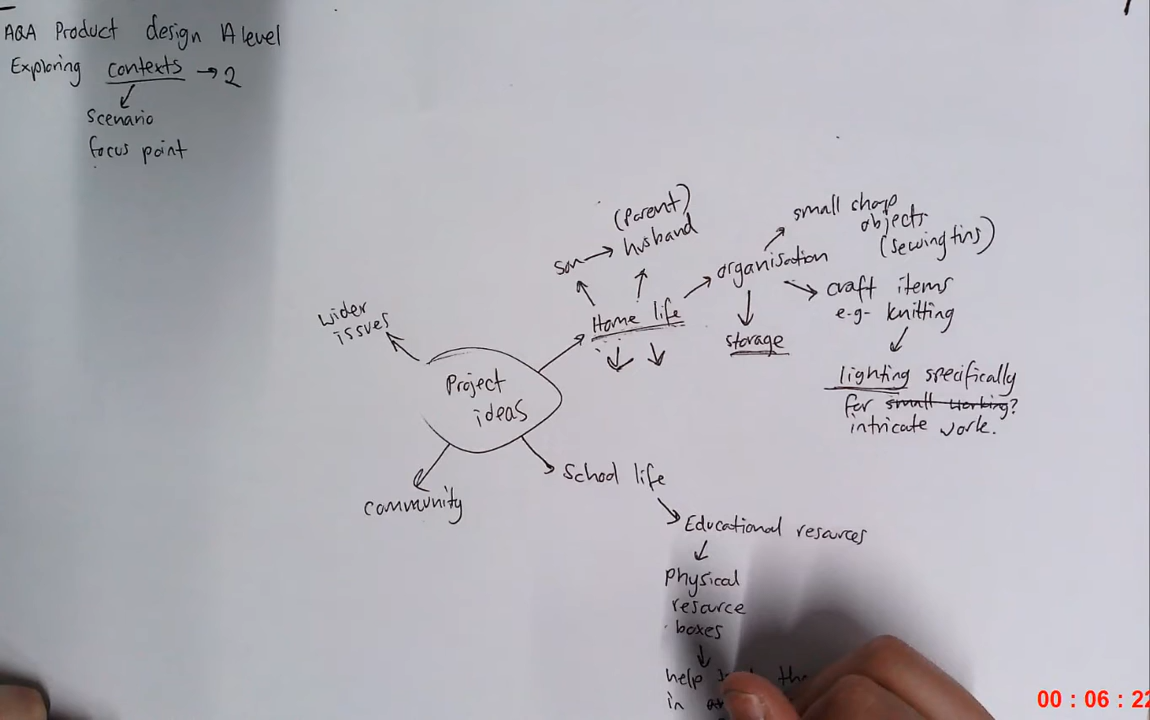 AQA Product design A level
Exploring contexts → 2
Scenario
focus point
(parent)
son → husband
Home life
organisation
small sharp
objects
(sewing tins)
craft items
e.g- knitting
storage
lighting specifically
for small working?
intricate work.
wider
issues
Project
ideas
community
School life
Educational resources
Physical
resource
boxes
help
in
00 : 06 : 22